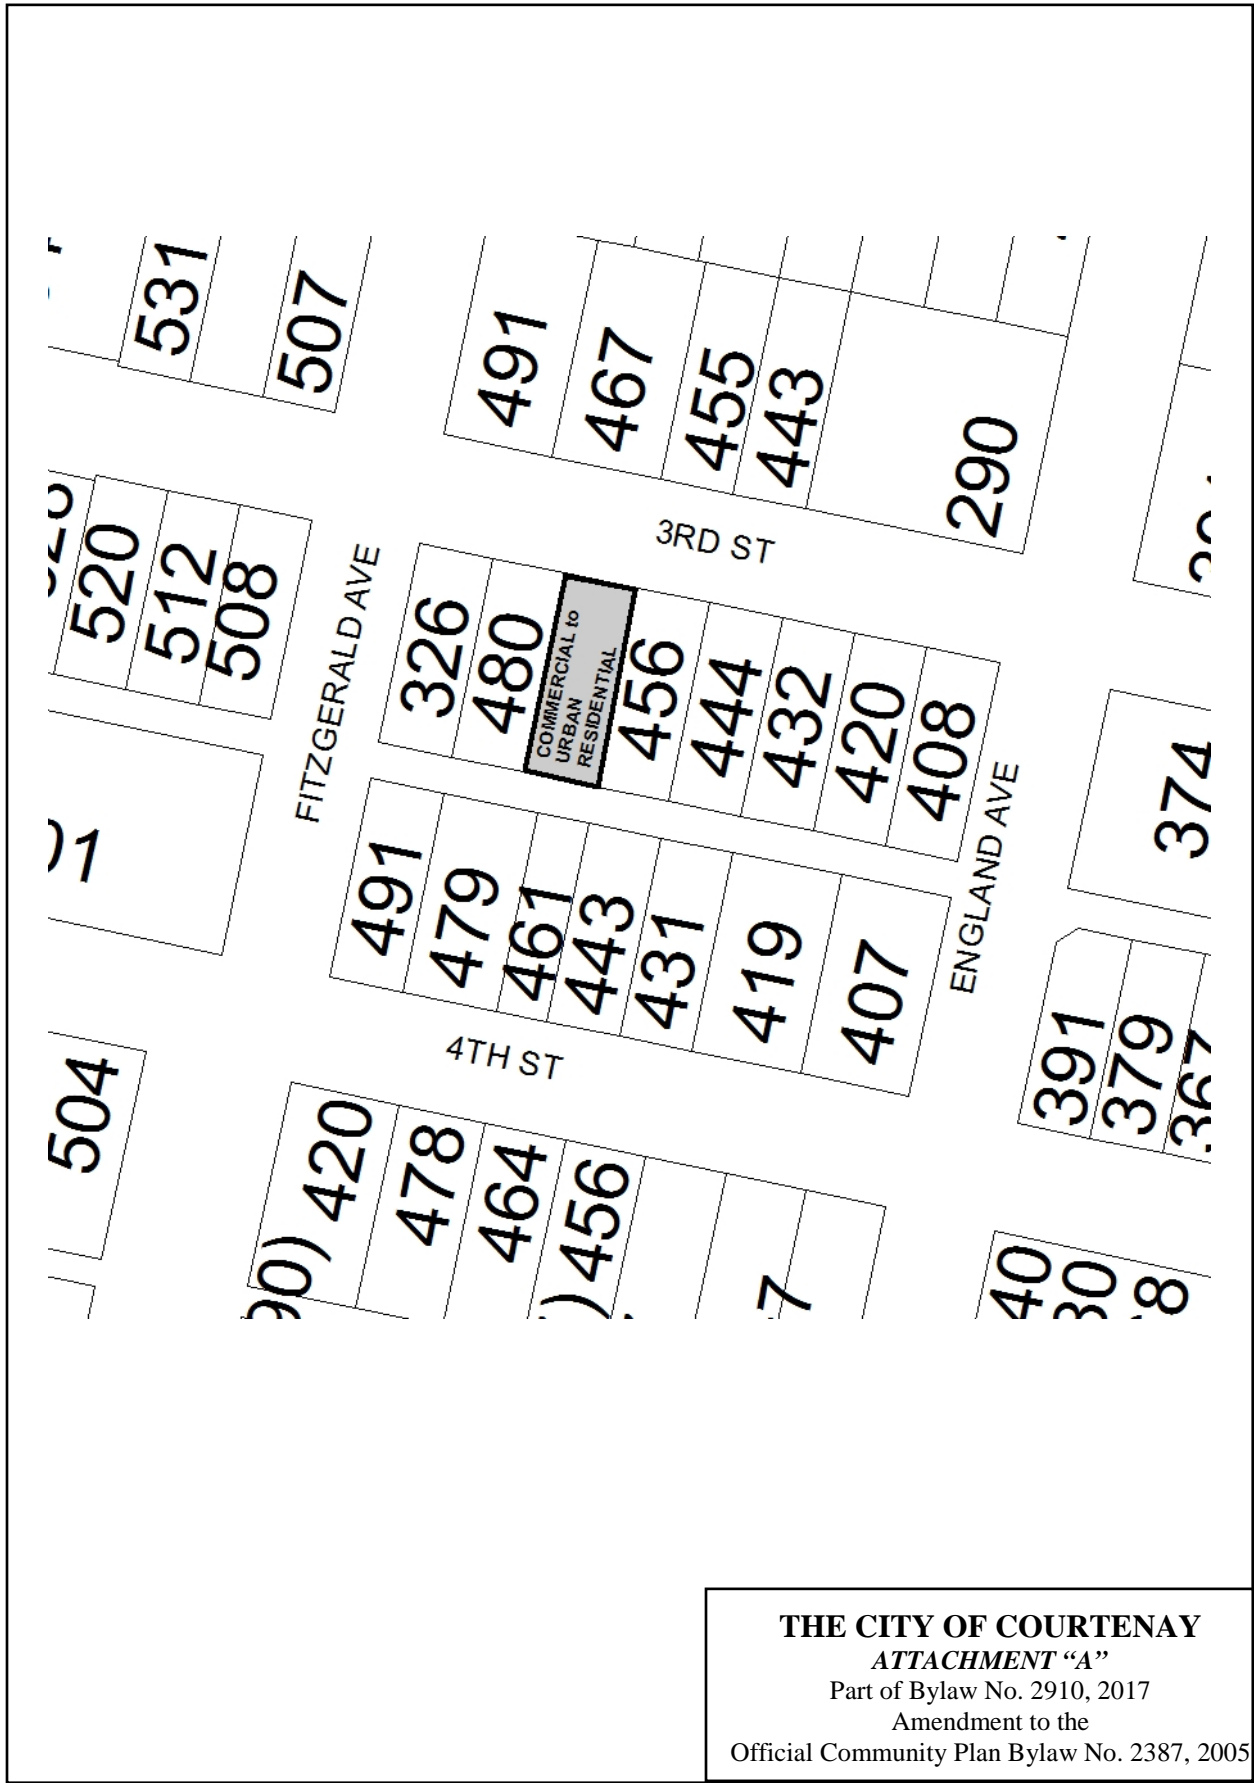 531
507
491
467
455
443
290
3RD ST
520
512
508
FITZGERALD AVE
326
480
COMMERCIAL to
URBAN
RESIDENTIAL
456
444
432
420
408
374
ENGLAND AVE
491
479
461
443
431
419
407
391
379
367
4TH ST
504
420
478
464
456
THE CITY OF COURTENAY
ATTACHMENT “A”
Part of Bylaw No. 2910, 2017
Amendment to the
Official Community Plan Bylaw No. 2387, 2005